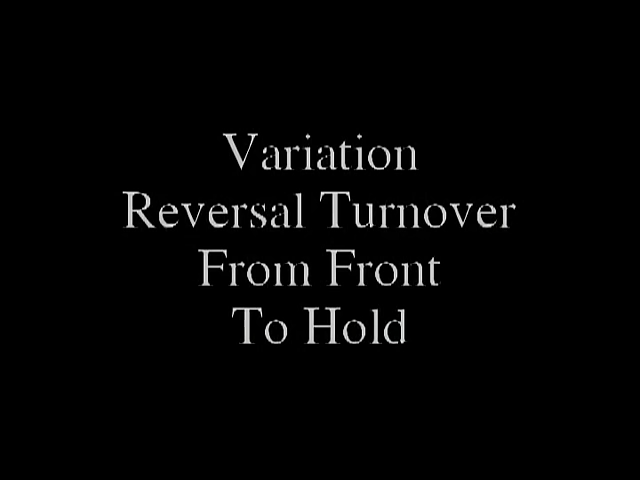 Variation
Reversal Turnover
From Front
To Hold